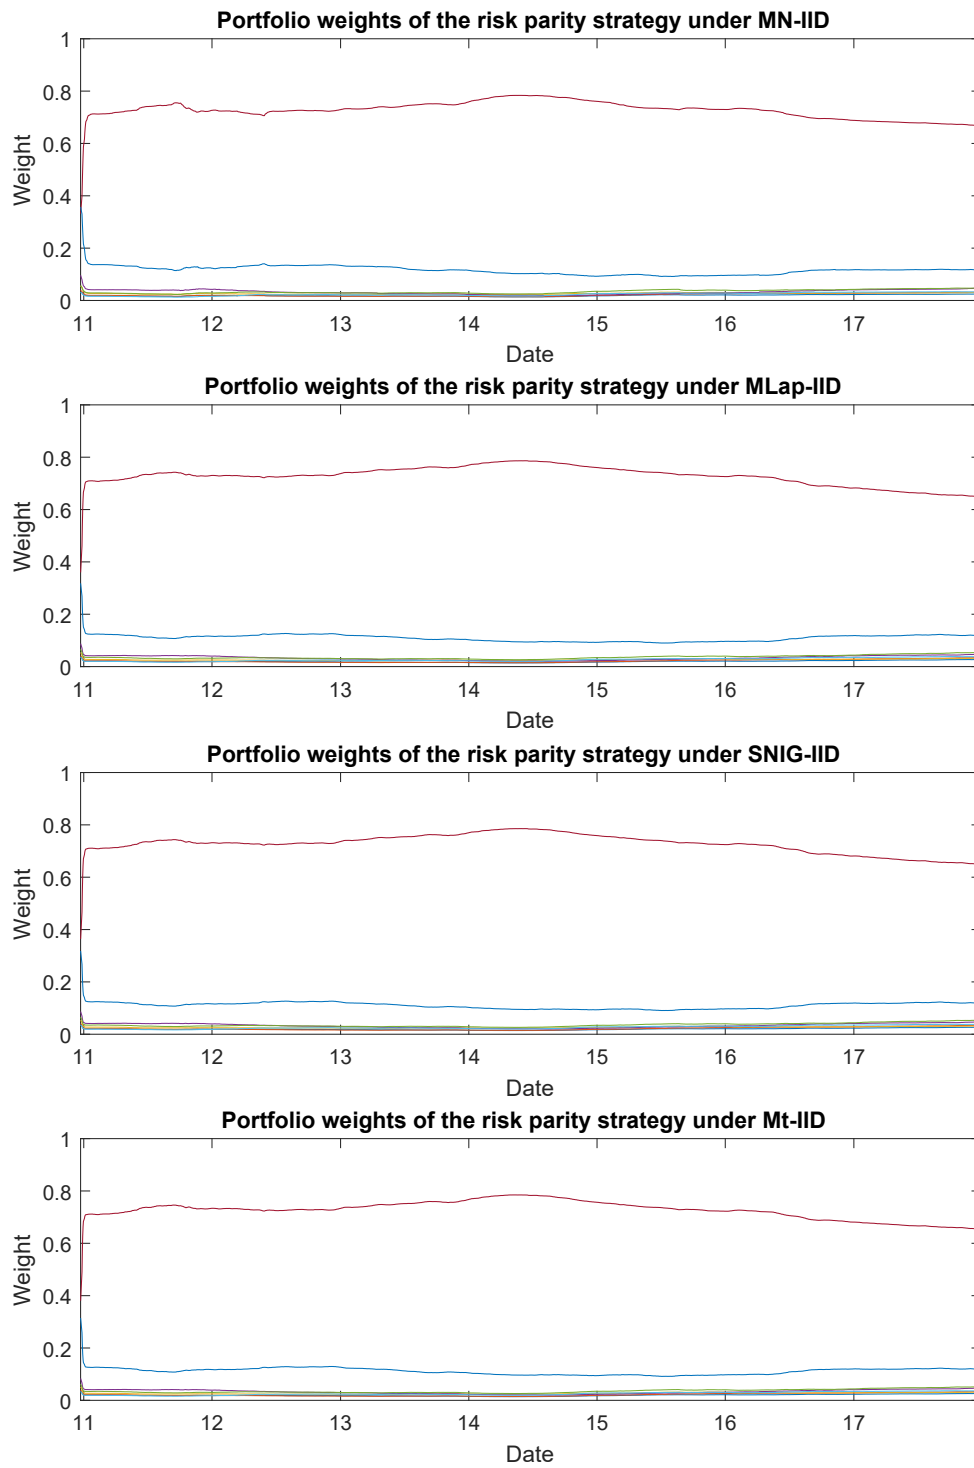 Portfolio weights of the risk parity strategy under MN-IID
1
0.8
0.6
0.4
0.2
0
Weight
11 12 13 14 15 16 17
Date
Portfolio weights of the risk parity strategy under MLap-IID
1
0.8
0.6
0.4
0.2
0
Weight
11 12 13 14 15 16 17
Date
Portfolio weights of the risk parity strategy under SNIG-IID
1
0.8
0.6
0.4
0.2
0
Weight
11 12 13 14 15 16 17
Date
Portfolio weights of the risk parity strategy under Mt-IID
1
0.8
0.6
0.4
0.2
0
Weight
11 12 13 14 15 16 17
Date